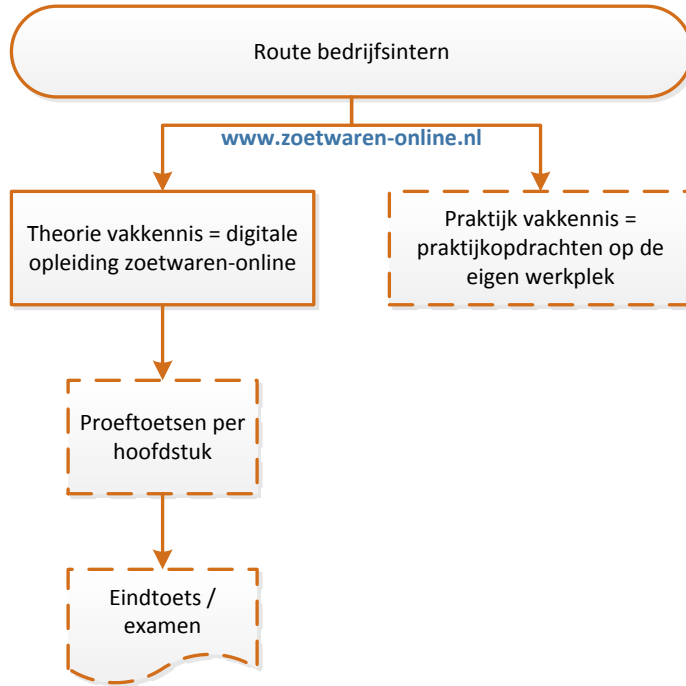 Route bedrijfsintern
www.zoetwaren-online.nl
Theorie vakkennis = digitale
opleiding zoetwaren-online
Praktijk vakkennis =
praktijkopdrachten op de
eigen werkplek
Proeftoetsen per
hoofdstuk
Eindtoets /
examen